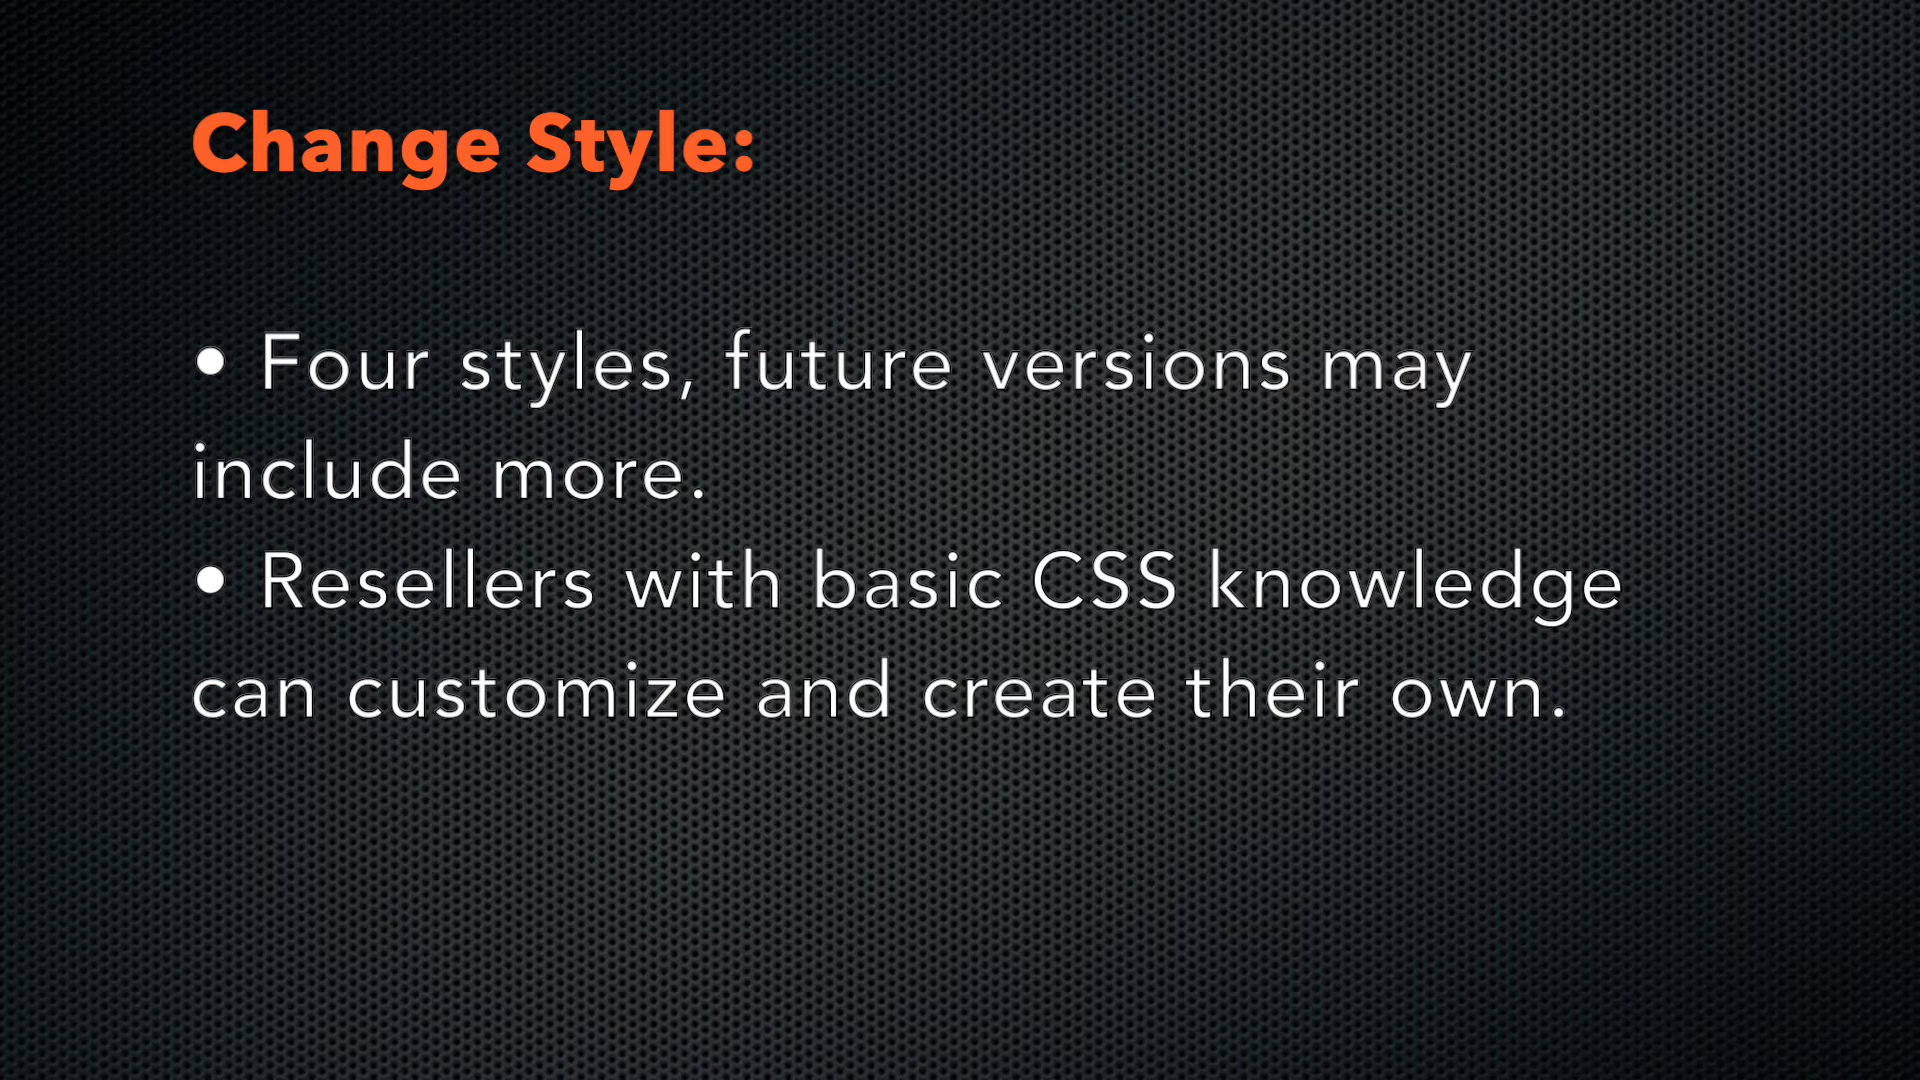 Change Style:
• Four styles, future versions may
include more.
• Resellers with basic CSS knowledge
can customize and create their own.